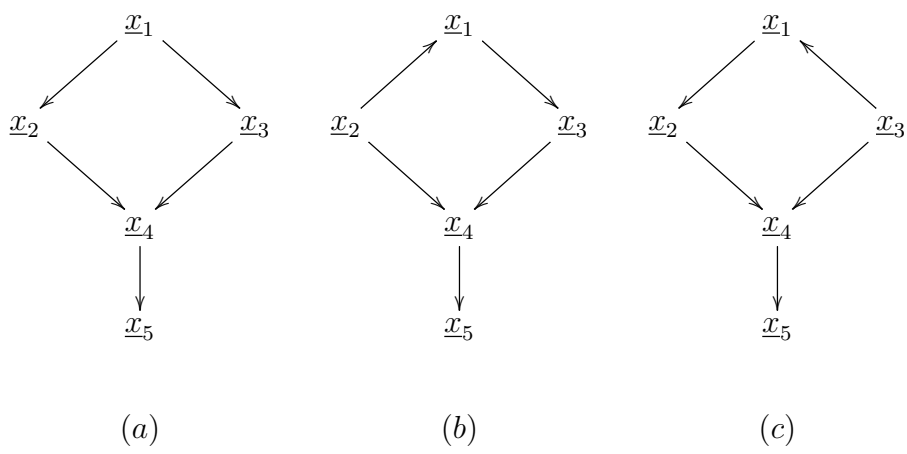 x₁ x₁ x₁
x₂ x₃ x₂ x₃ x₂ x₃
x₄ x₄ x₄
x₅ x₅ x₅
(a) (b) (c)